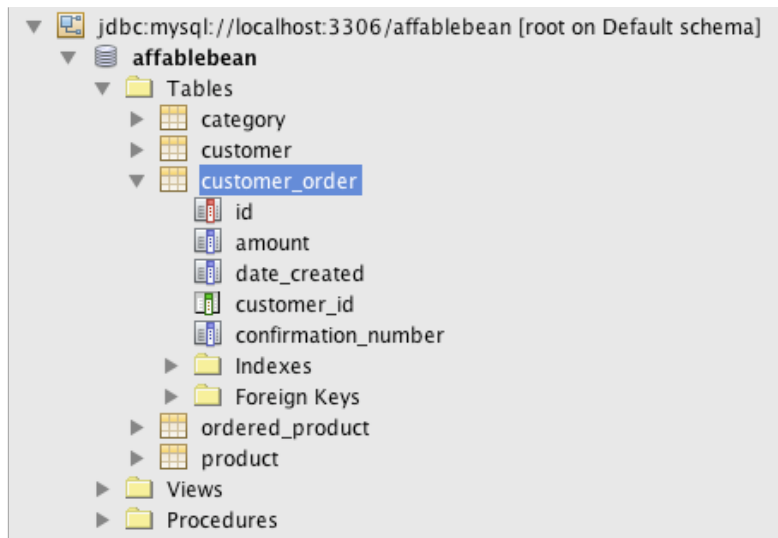 jdbc:mysql://localhost:3306/affablebean [root on Default schema]
affablebean
Tables
category
customer
customer_order
id
amount
date_created
customer_id
confirmation_number
Indexes
Foreign Keys
ordered_product
product
Views
Procedures